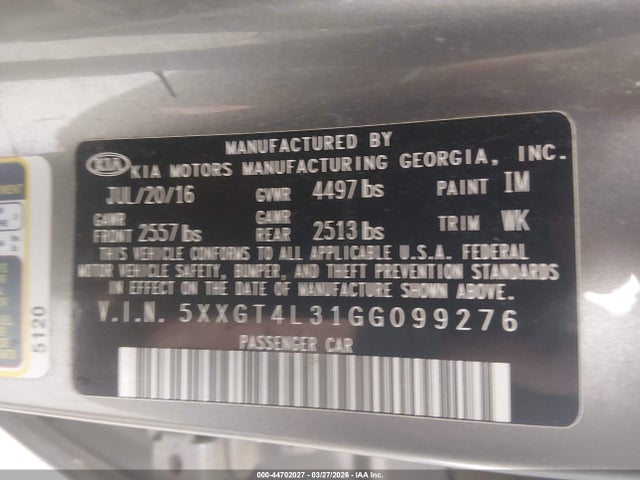 MANUFACTURED BY
KIA KIA MOTORS MANUFACTURING GEORGIA, INC.
JUL/20/16 GVWR 4497 lbs PAINT IM
GAWR FRONT 2557 lbs GAWR REAR 2513 lbs TRIM WK
THIS VEHICLE CONFORMS TO ALL APPLICABLE U.S.A. FEDERAL
MOTOR VEHICLE SAFETY, BUMPER, AND THEFT PREVENTION STANDARDS
IN EFFECT ON THE DATE OF MANUFACTURE SHOWN ABOVE.
V.I.N. 5XXGT4L31GG099276
PASSENGER CAR
5120
000-44702027 - 03/27/2026 - IAA Inc.